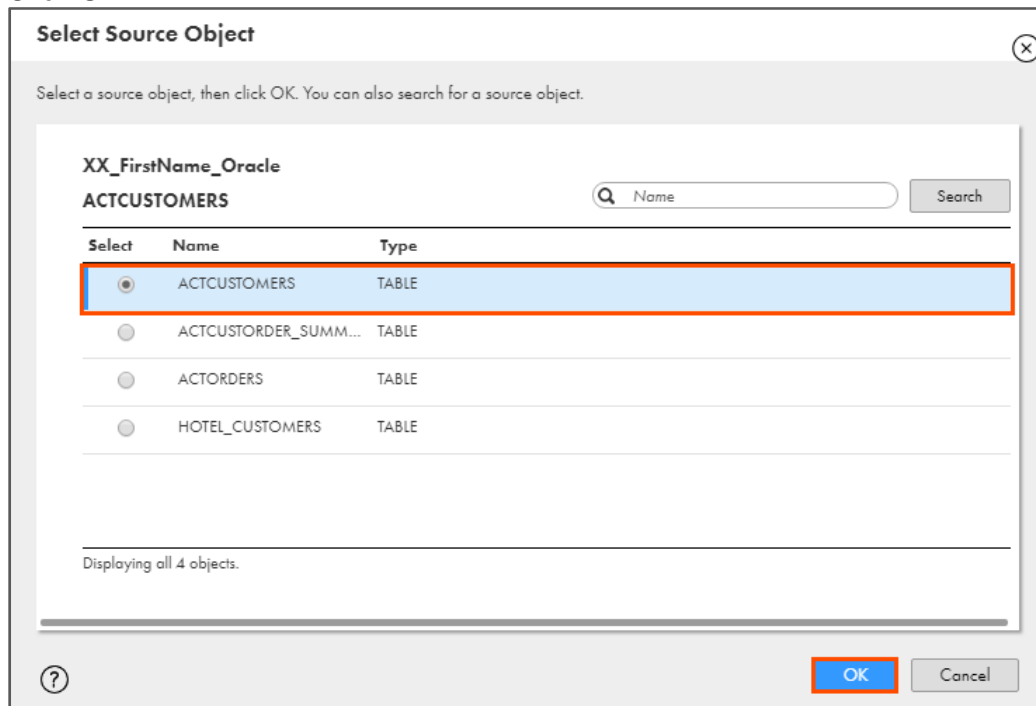 Select Source Object
Select a source object, then click OK. You can also search for a source object.
XX_FirstName_Oracle
ACTCUSTOMERS
Name Search
Select Name Type
ACTCUSTOMERS TABLE
ACTCUSTORDER_SUMM... TABLE
ACTORDERS TABLE
HOTEL_CUSTOMERS TABLE
Displaying all 4 objects.
? OK Cancel